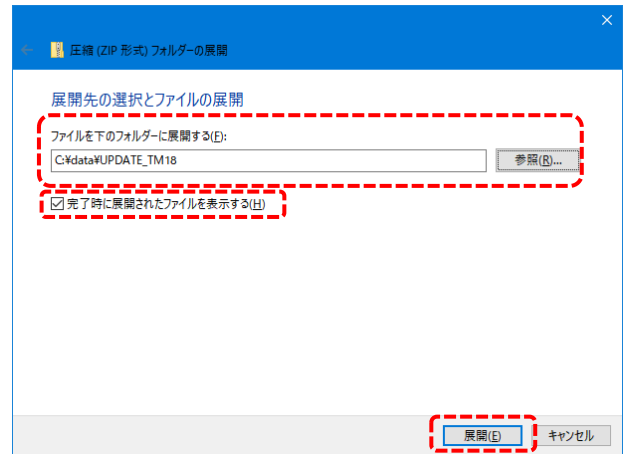 圧縮 (ZIP 形式) フォルダーの展開
展開先の選択とファイルの展開
ファイルを下のフォルダーに展開する(F):
C:¥data¥UPDATE_TM18
参照(R)...
完了時に展開されたファイルを表示する(H)
展開(E) キャンセル